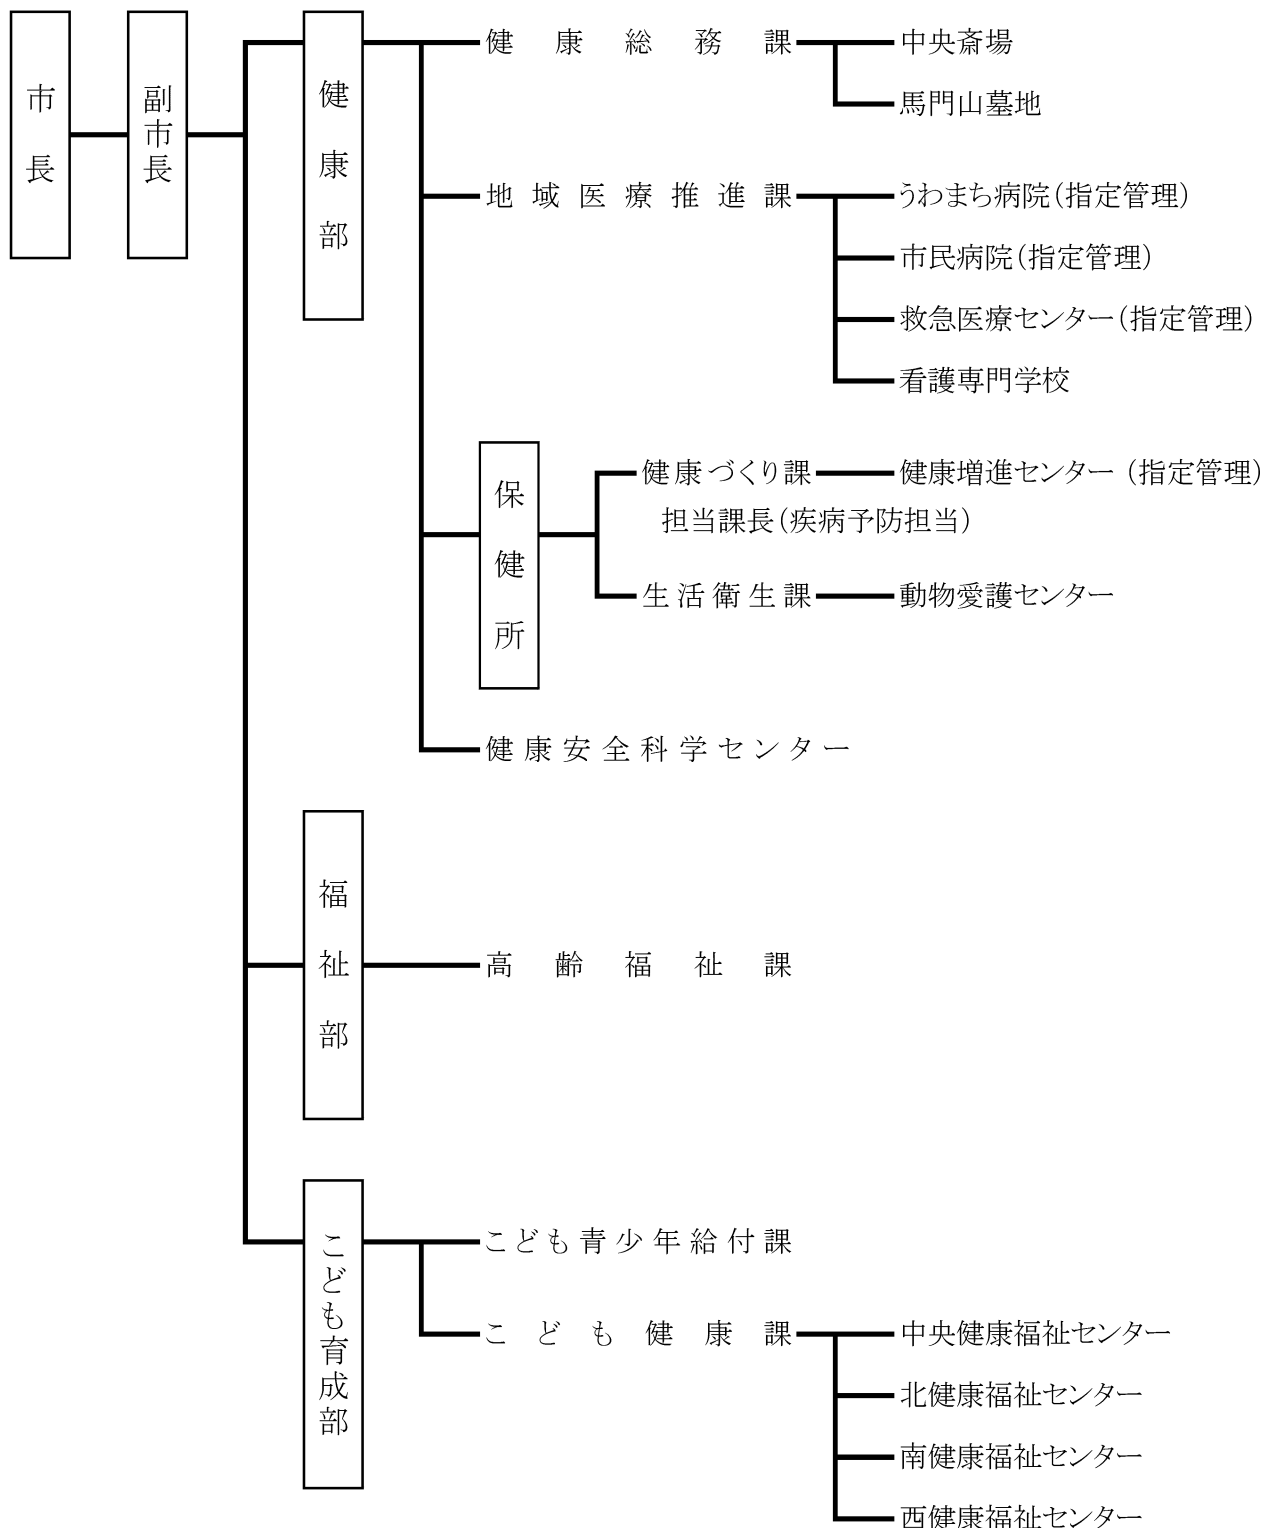 市長
副市長
健康部
健康総務課
中央斎場
馬門山墓地
地域医療推進課
うわまち病院（指定管理）
市民病院（指定管理）
救急医療センター（指定管理）
看護専門学校
保健所
健康づくり課
健康増進センター（指定管理）
担当課長（疾病予防担当）
生活衛生課
動物愛護センター
健康安全科学センター
福祉部
高齢福祉課
こども育成部
こども青少年給付課
こども健康課
中央健康福祉センター
北健康福祉センター
南健康福祉センター
西健康福祉センター